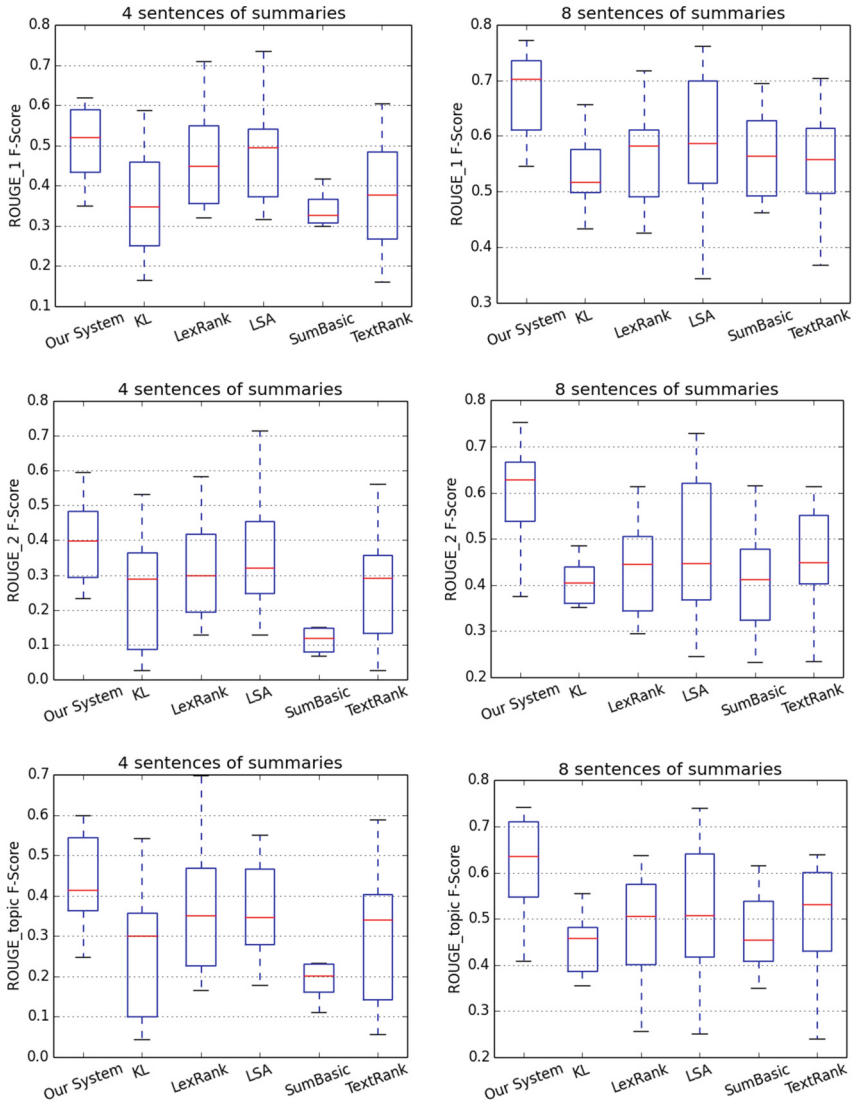 4 sentences of summaries
ROUGE_1 F-Score
0.8
0.7
0.6
0.5
0.4
0.3
0.2
0.1
Our System KL LexRank LSA SumBasic TextRank
8 sentences of summaries
ROUGE_1 F-Score
0.8
0.7
0.6
0.5
0.4
0.3
Our System KL LexRank LSA SumBasic TextRank
4 sentences of summaries
ROUGE_2 F-Score
0.8
0.7
0.6
0.5
0.4
0.3
0.2
0.1
0.0
Our System KL LexRank LSA SumBasic TextRank
8 sentences of summaries
ROUGE_2 F-Score
0.8
0.7
0.6
0.5
0.4
0.3
0.2
Our System KL LexRank LSA SumBasic TextRank
4 sentences of summaries
ROUGE_topic F-Score
0.7
0.6
0.5
0.4
0.3
0.2
0.1
0.0
Our System KL LexRank LSA SumBasic TextRank
8 sentences of summaries
ROUGE_topic F-Score
0.8
0.7
0.6
0.5
0.4
0.3
0.2
Our System KL LexRank LSA SumBasic TextRank